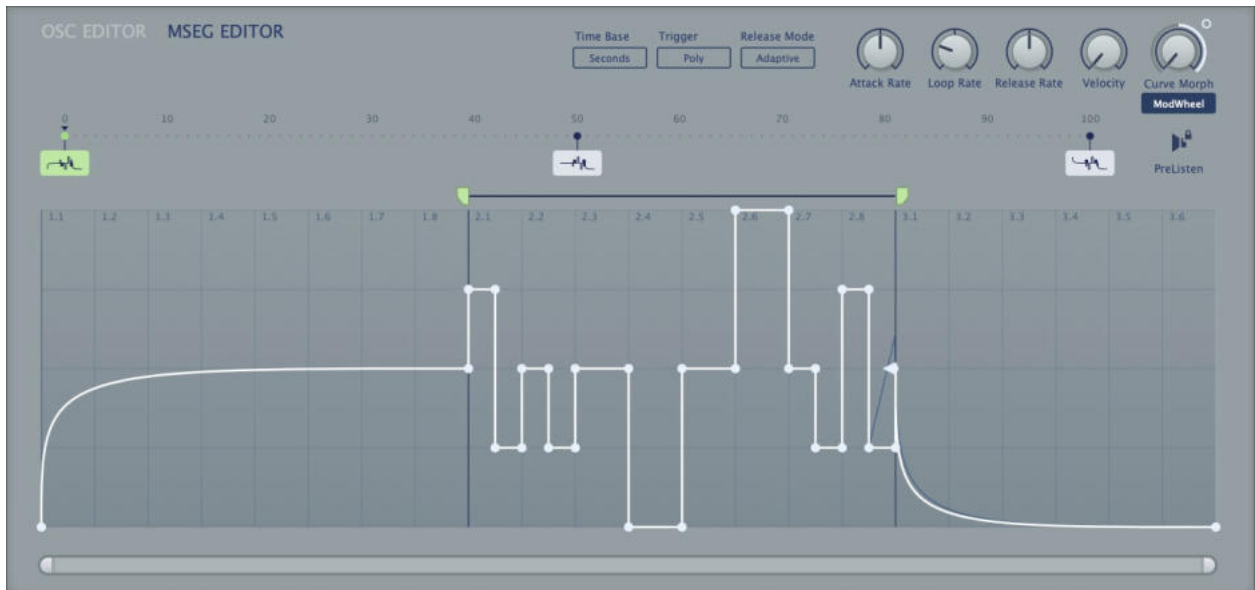 OSC EDITOR MSEG EDITOR
Time Base Trigger Release Mode
Seconds Poly Adaptive
Attack Rate Loop Rate Release Rate Velocity Curve Morph
ModWheel
0 10 20 30 40 50 60 70 80 90 100
PreListen
1.1 1.2 1.3 1.4 1.5 1.6 1.7 1.8 2.1 2.2 2.3 2.4 2.5 2.6 2.7 2.8 3.1 3.2 3.3 3.4 3.5 3.6